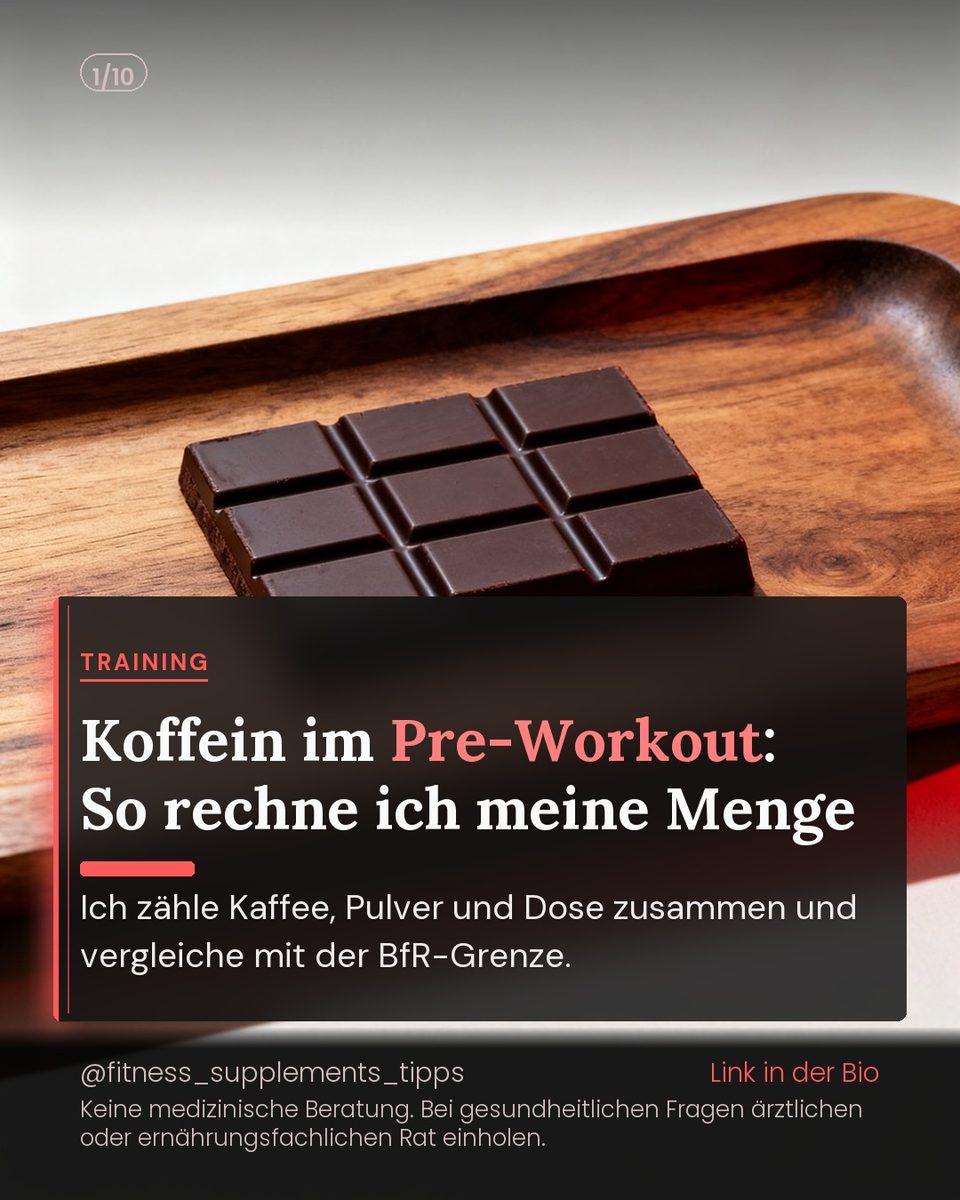 1/10
TRAINING
Koffein im Pre-Workout:
So rechne ich meine Menge
Ich zähle Kaffee, Pulver und Dose zusammen und
vergleiche mit der BfR-Grenze.
@fitness_supplements_tipps
Link in der Bio
Keine medizinische Beratung. Bei gesundheitlichen Fragen ärztlichen
oder ernährungsfachlichen Rat einholen.